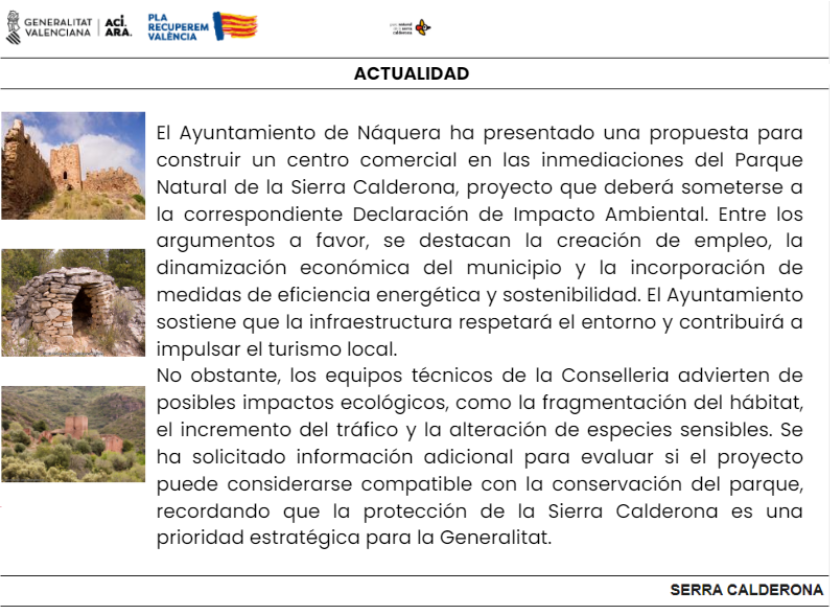 GENERALITAT
VALENCIANA
ACÍ.
ARA.
PLA
RECUPEREM
VALÈNCIA
ACTUALIDAD
El Ayuntamiento de Náquera ha presentado una propuesta para
construir un centro comercial en las inmediaciones del Parque
Natural de la Sierra Calderona, proyecto que deberá someterse a
la correspondiente Declaración de Impacto Ambiental. Entre los
argumentos a favor, se destacan la creación de empleo, la
dinamización económica del municipio y la incorporación de
medidas de eficiencia energética y sostenibilidad. El Ayuntamiento
sostiene que la infraestructura respetará el entorno y contribuirá a
impulsar el turismo local.
No obstante, los equipos técnicos de la Conselleria advierten de
posibles impactos ecológicos, como la fragmentación del hábitat,
el incremento del tráfico y la alteración de especies sensibles. Se
ha solicitado información adicional para evaluar si el proyecto
puede considerarse compatible con la conservación del parque,
recordando que la protección de la Sierra Calderona es una
prioridad estratégica para la Generalitat.
SERRA CALDERONA